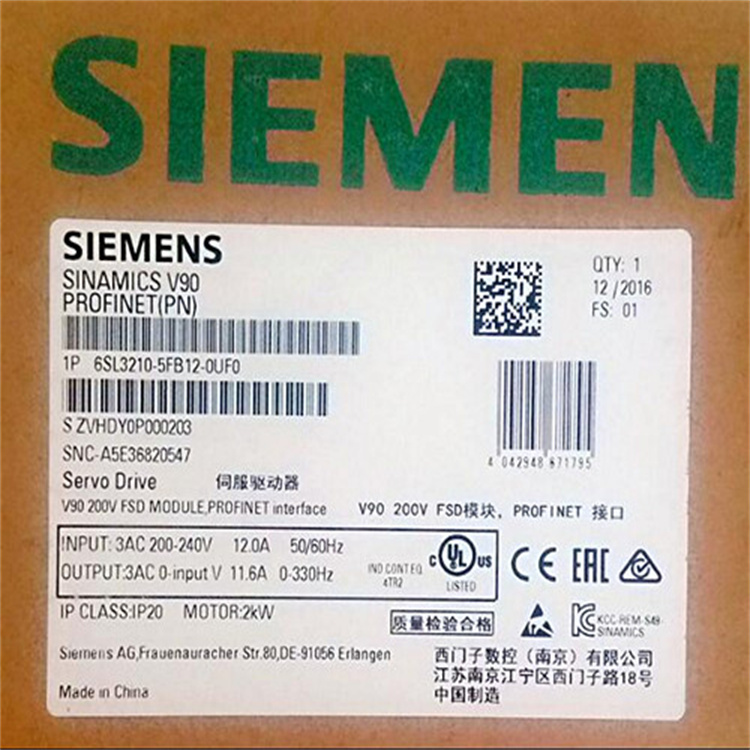 SIEMEN
SIEMENS
SINAMICS V90
PROFINET(PN)
QTY: 1
12 / 2016
FS: 01
1P 6SL3210-5FB12-0UF0
S ZVHDY0P000203
SNC-A5E36820547
4 042948 671795
Servo Drive 伺服驱动器
V90 200V FSD MODULE,PROFINET interface V90 200V FSD模块，PROFINET 接口
INPUT: 3AC 200-240V 12.0A 50/60Hz
OUTPUT:3AC 0-input V 11.6A 0-330Hz
IND.CONT.EQ.
4TR2
c UL us
LISTED
CE EAC
IP CLASS:IP20 MOTOR:2kW
质量检验合格
KCC-REM-S49-
SINAMICS
Siemens AG,Frauenauracher Str.80,DE-91056 Erlangen
西门子数控（南京）有限公司
江苏南京江宁区西门子路18号
Made in China
中国制造